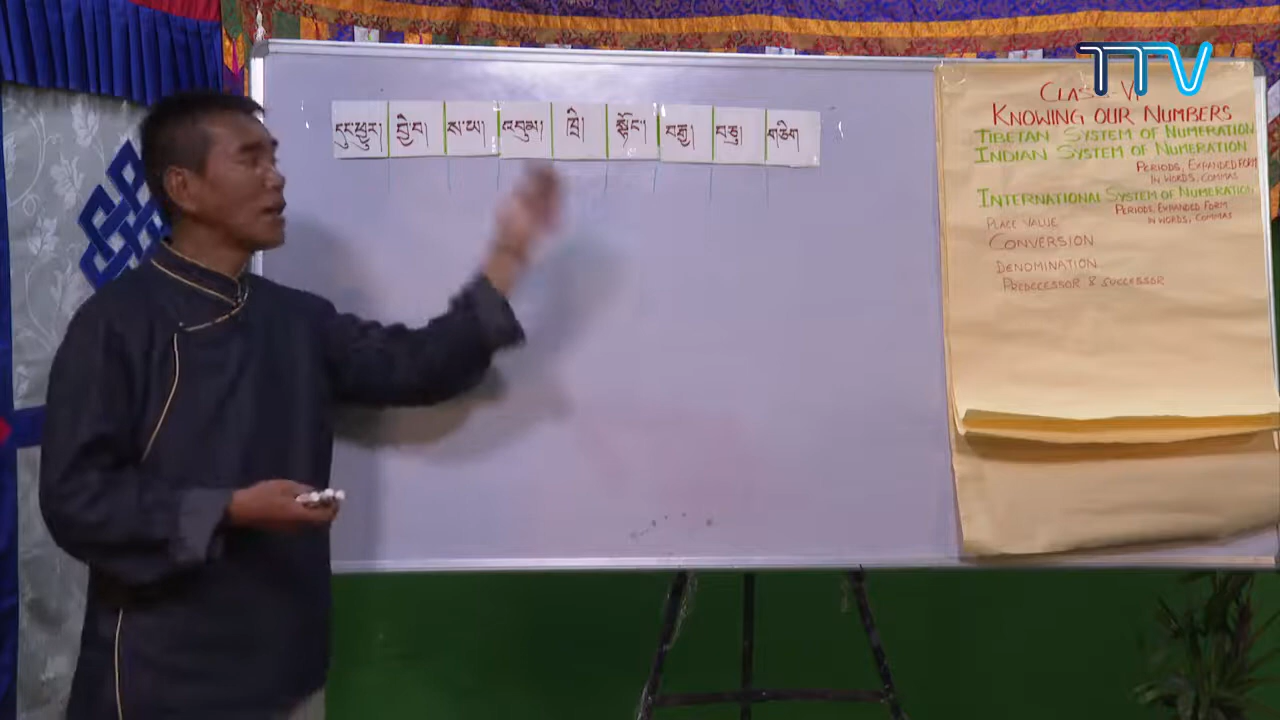 TTV
དུང་ཕྱུར། བྱེ་བ། ས་ཡ། འབུམ། ཁྲི། སྟོང་། བརྒྱ། བཅུ། གཅིག
CLASS VI
KNOWING OUR NUMBERS
TIBETAN SYSTEM OF NUMERATION
INDIAN SYSTEM OF NUMERATION
PERIODS, EXPANDED FORM
IN WORDS, COMMAS
INTERNATIONAL SYSTEM OF NUMERATION
PERIODS, EXPANDED FORM
IN WORDS, COMMAS
PLACE VALUE
CONVERSION
DENOMINATION
PREDECESSOR & SUCCESSOR